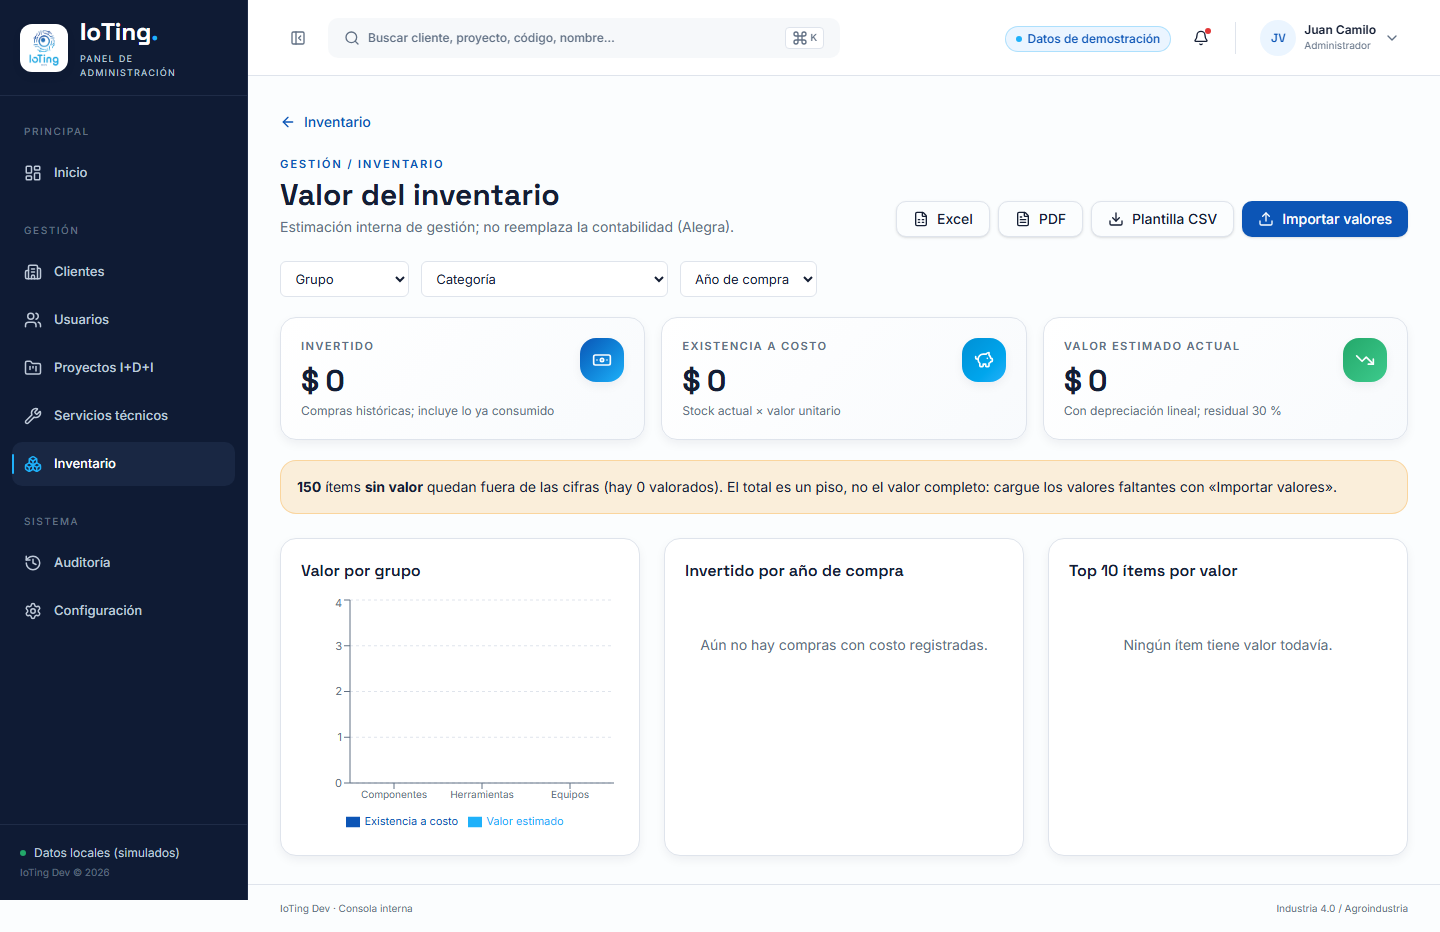 IoTing
IoTing.
PANEL DE
ADMINISTRACIÓN
PRINCIPAL
Inicio
GESTIÓN
Clientes
Usuarios
Proyectos I+D+I
Servicios técnicos
Inventario
SISTEMA
Auditoría
Configuración
Datos locales (simulados)
IoTing Dev © 2026
Buscar cliente, proyecto, código, nombre...
⌘ K
Datos de demostración
JV
Juan Camilo
Administrador
Inventario
GESTIÓN / INVENTARIO
Valor del inventario
Estimación interna de gestión; no reemplaza la contabilidad (Alegra).
Excel
PDF
Plantilla CSV
Importar valores
Grupo
Categoría
Año de compra
INVERTIDO
$ 0
Compras históricas; incluye lo ya consumido
EXISTENCIA A COSTO
$ 0
Stock actual × valor unitario
VALOR ESTIMADO ACTUAL
$ 0
Con depreciación lineal; residual 30 %
150 ítems sin valor quedan fuera de las cifras (hay 0 valorados). El total es un piso, no el valor completo: cargue los valores faltantes con «Importar valores».
Valor por grupo
4
3
2
1
0
Componentes Herramientas Equipos
Existencia a costo Valor estimado
Invertido por año de compra
Aún no hay compras con costo registradas.
Top 10 ítems por valor
Ningún ítem tiene valor todavía.
IoTing Dev · Consola interna
Industria 4.0 / Agroindustria